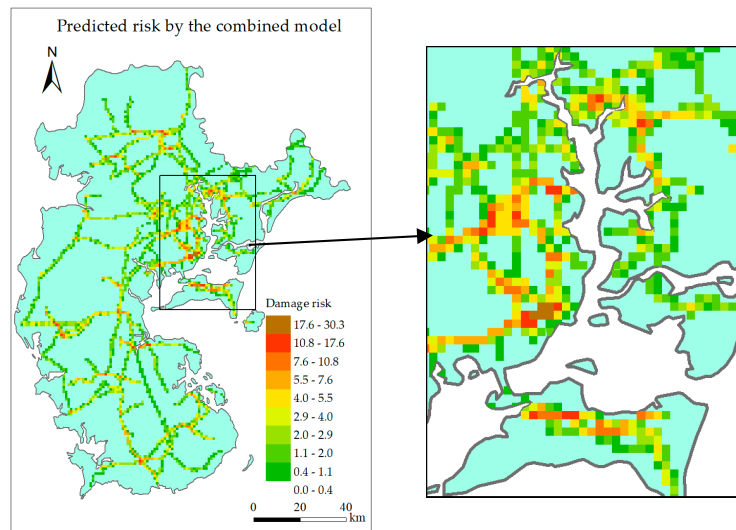 Predicted risk by the combined model
N
Damage risk
17.6 - 30.3
10.8 - 17.6
7.6 - 10.8
5.5 - 7.6
4.0 - 5.5
2.9 - 4.0
2.0 - 2.9
1.1 - 2.0
0.4 - 1.1
0.0 - 0.4
0 20 40
km